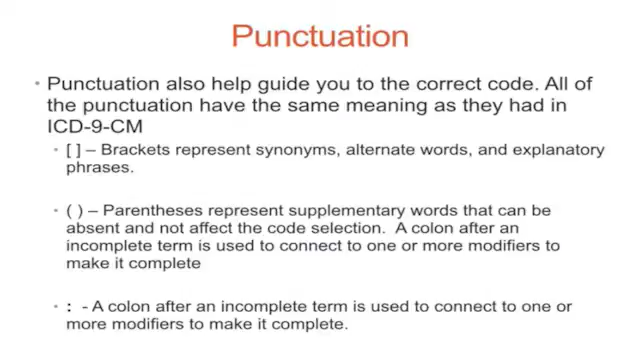 Punctuation
• Punctuation also help guide you to the correct code. All of
the punctuation have the same meaning as they had in
ICD-9-CM
• [ ] – Brackets represent synonyms, alternate words, and explanatory
phrases.
• ( ) – Parentheses represent supplementary words that can be
absent and not affect the code selection. A colon after an
incomplete term is used to connect to one or more modifiers to
make it complete
• : - A colon after an incomplete term is used to connect to one or
more modifiers to make it complete.